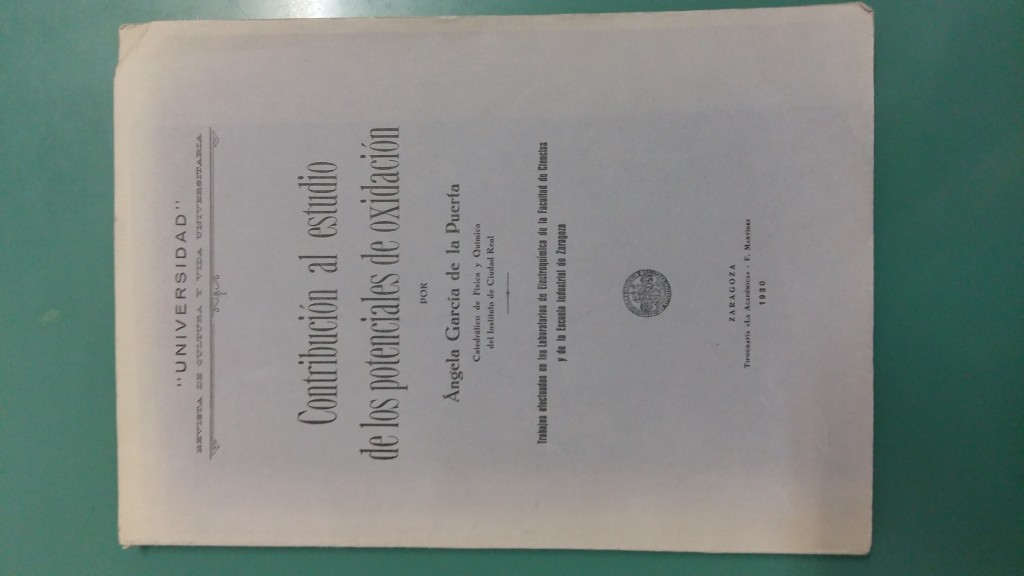 "UNIVERSIDAD"
REVISTA DE CULTURA Y VIDA UNIVERSITARIA
Contribución al estudio
de los potenciales de oxidación
POR
Ángela García de la Puerta
Catedrático de Física y Química
del Instituto de Ciudad Real
Trabajos efectuados en los Laboratorios de Electroquímica de la Facultad de Ciencias
y de la Escuela Industrial de Zaragoza
ZARAGOZA
Tipografía «La Académica» - F. Martínez
1930